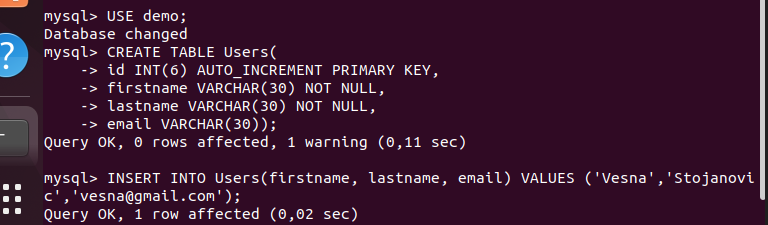 mysql> USE demo;
Database changed
mysql> CREATE TABLE Users(
    -> id INT(6) AUTO_INCREMENT PRIMARY KEY,
    -> firstname VARCHAR(30) NOT NULL,
    -> lastname VARCHAR(30) NOT NULL,
    -> email VARCHAR(30));
Query OK, 0 rows affected, 1 warning (0,11 sec)

mysql> INSERT INTO Users(firstname, lastname, email) VALUES ('Vesna','Stojanovi
c','vesna@gmail.com');
Query OK, 1 row affected (0,02 sec)